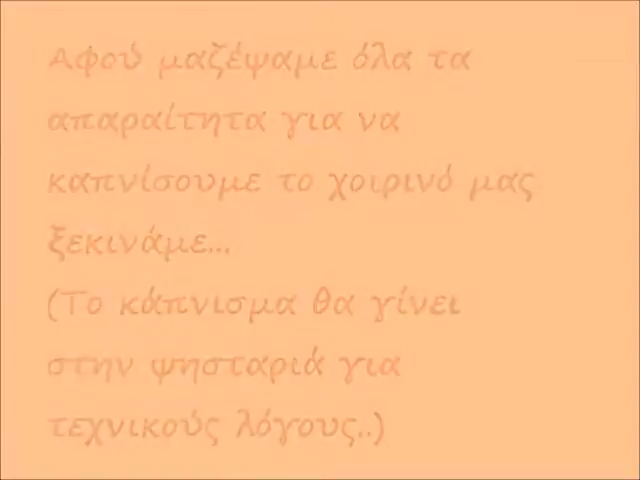 Αφού μαζέψαμε όλα τα
απαραίτητα για να
καπνίσουμε το χοιρινό μας
ξεκινάμε...
(Το κάπνισμα θα γίνει
στην ψησταριά για
τεχνικούς λόγους..)